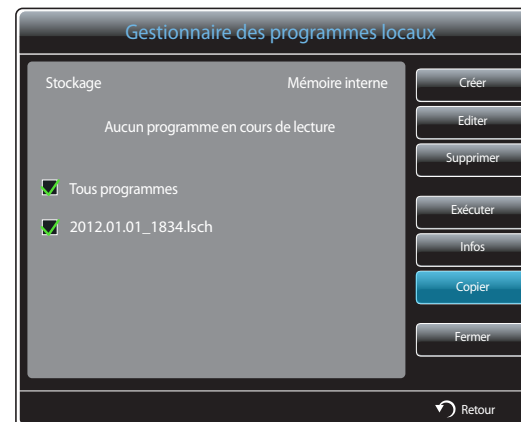 Gestionnaire des programmes locaux
Stockage Mémoire interne
Aucun programme en cours de lecture
Tous programmes
2012.01.01_1834.lsch
Créer
Editer
Supprimer
Exécuter
Infos
Copier
Fermer
Retour